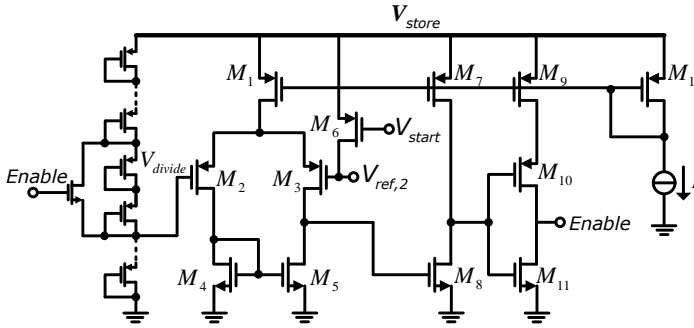 V_store
M_1
M_7
M_9
M_1
M_6
V_start
V_divide
Enable
M_2
M_3
V_ref,2
M_10
Enable
M_4
M_5
M_8
M_11